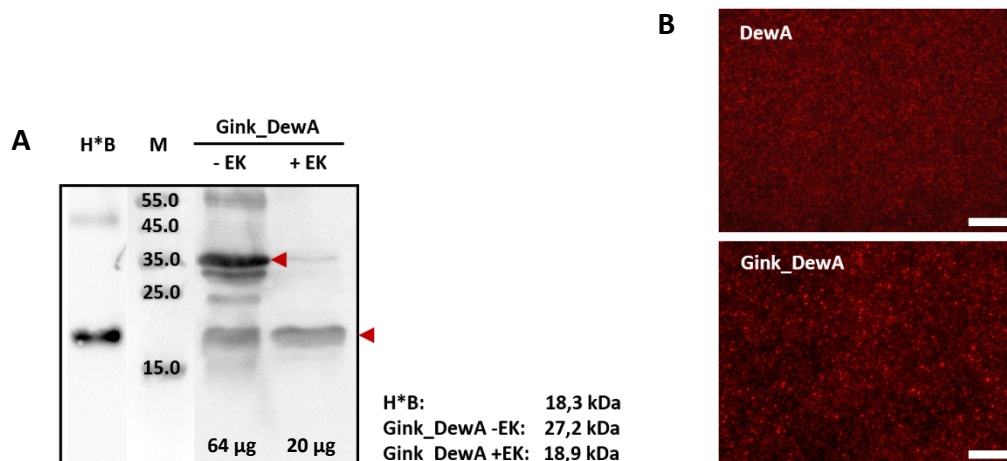 A
H*B
M
Gink_DewA
- EK
+ EK
55.0
45.0
35.0
25.0
15.0
64 µg
20 µg
H*B: 18,3 kDa
Gink_DewA -EK: 27,2 kDa
Gink_DewA +EK: 18,9 kDa
B
DewA
Gink_DewA